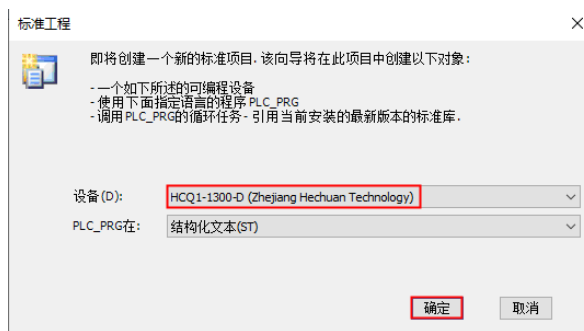 标准工程
即将创建一个新的标准项目.该向导将在此项目中创建以下对象:
-一个如下所述的可编程设备
-使用下面指定语言的程序 PLC_PRG
-调用 PLC_PRG的循环任务- 引用当前安装的最新版本的标准库.
设备(D): HCQ1-1300-D (Zhejiang Hechuan Technology)
PLC_PRG在: 结构化文本(ST)
确定 取消